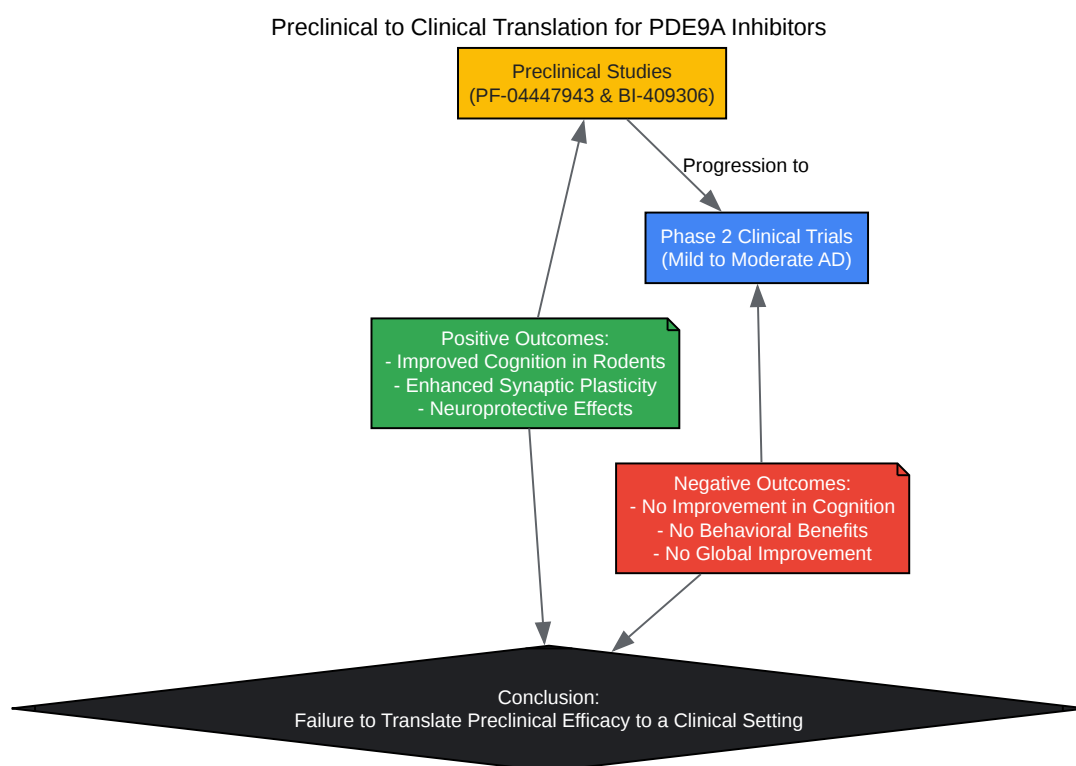 Preclinical to Clinical Translation for PDE9A Inhibitors
Preclinical Studies
(PF-04447943 & BI-409306)
Progression to
Phase 2 Clinical Trials
(Mild to Moderate AD)
Positive Outcomes:
- Improved Cognition in Rodents
- Enhanced Synaptic Plasticity
- Neuroprotective Effects
Negative Outcomes:
- No Improvement in Cognition
- No Behavioral Benefits
- No Global Improvement
Conclusion:
Failure to Translate Preclinical Efficacy to a Clinical Setting